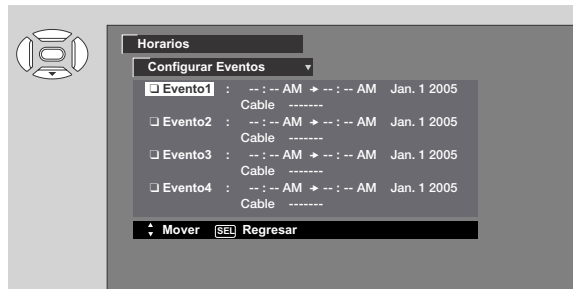 Horarios
Configurar Eventos ▼
❏ Evento1 : -- : -- AM ➔ -- : -- AM Jan. 1 2005
Cable -------
❏ Evento2 : -- : -- AM ➔ -- : -- AM Jan. 1 2005
Cable -------
❏ Evento3 : -- : -- AM ➔ -- : -- AM Jan. 1 2005
Cable -------
❏ Evento4 : -- : -- AM ➔ -- : -- AM Jan. 1 2005
Cable -------
Mover SEL Regresar